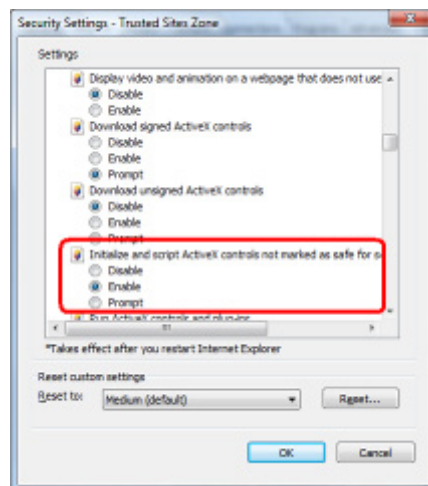 Security Settings - Trusted Sites Zone
Settings
Display video and animation on a webpage that does not use
Disable
Enable
Download signed ActiveX controls
Disable
Enable
Prompt
Download unsigned ActiveX controls
Disable
Enable
Prompt
Initialize and script ActiveX controls not marked as safe for s
Disable
Enable
Prompt
Run ActiveX controls and plug-ins
*Takes effect after you restart Internet Explorer
Reset custom settings
Reset to:
Medium (default)
Reset...
OK
Cancel